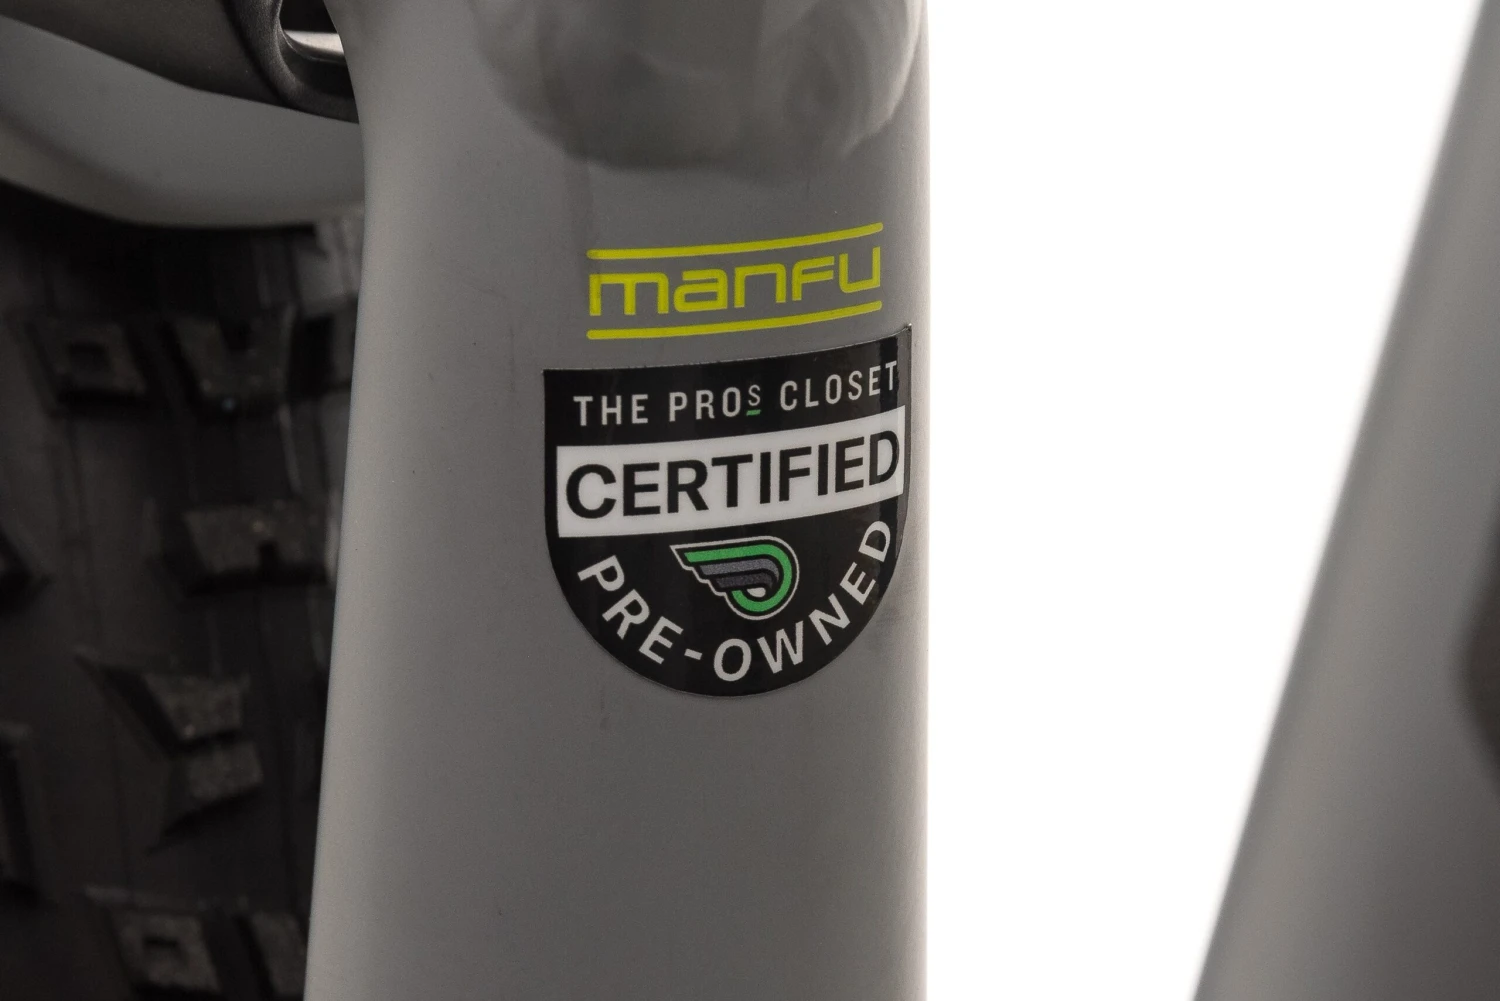 manFU
THE PROS CLOSET
CERTIFIED
PRE-OWNED